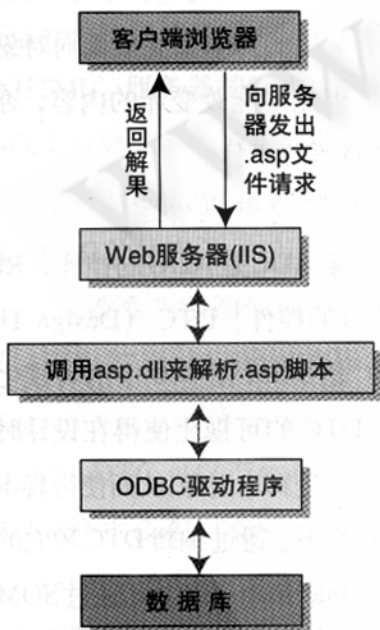 客户端浏览器
返回解果
向服务
器发出
.asp文
件请求
Web服务器(IIS)
调用asp.dll来解析.asp脚本
ODBC驱动程序
数据库